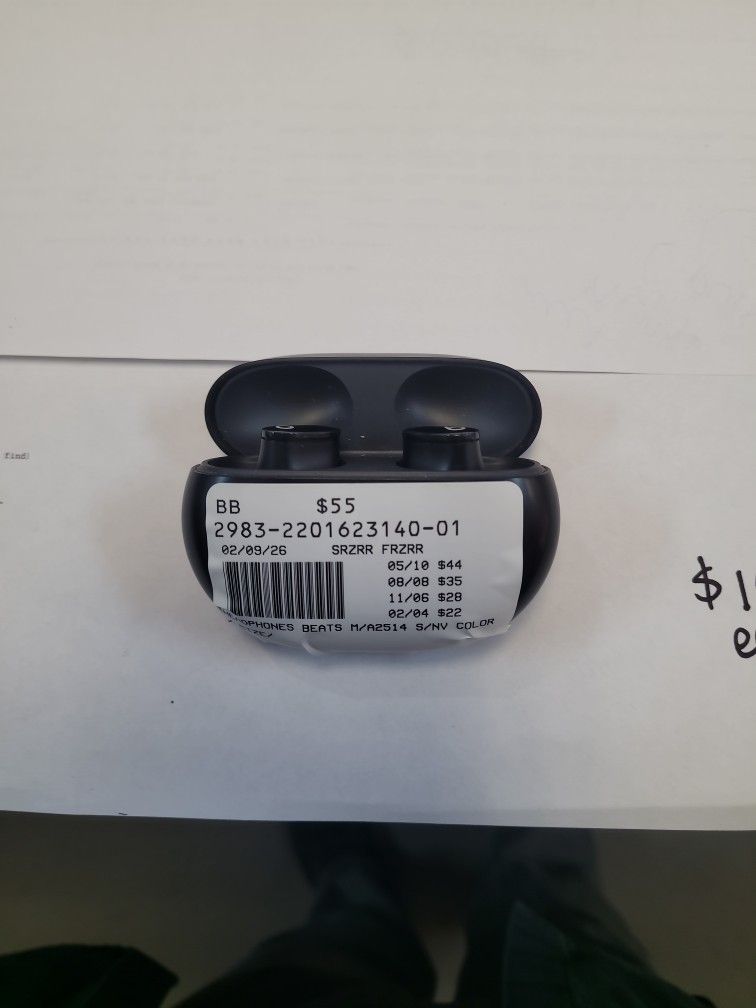 find
BB $55
2983-2201623140-01
02/09/26 SRZRR FRZRR
05/10 $44
08/08 $35
11/06 $28
02/04 $22
BEATS M/A2514 S/NV COLOR
$1